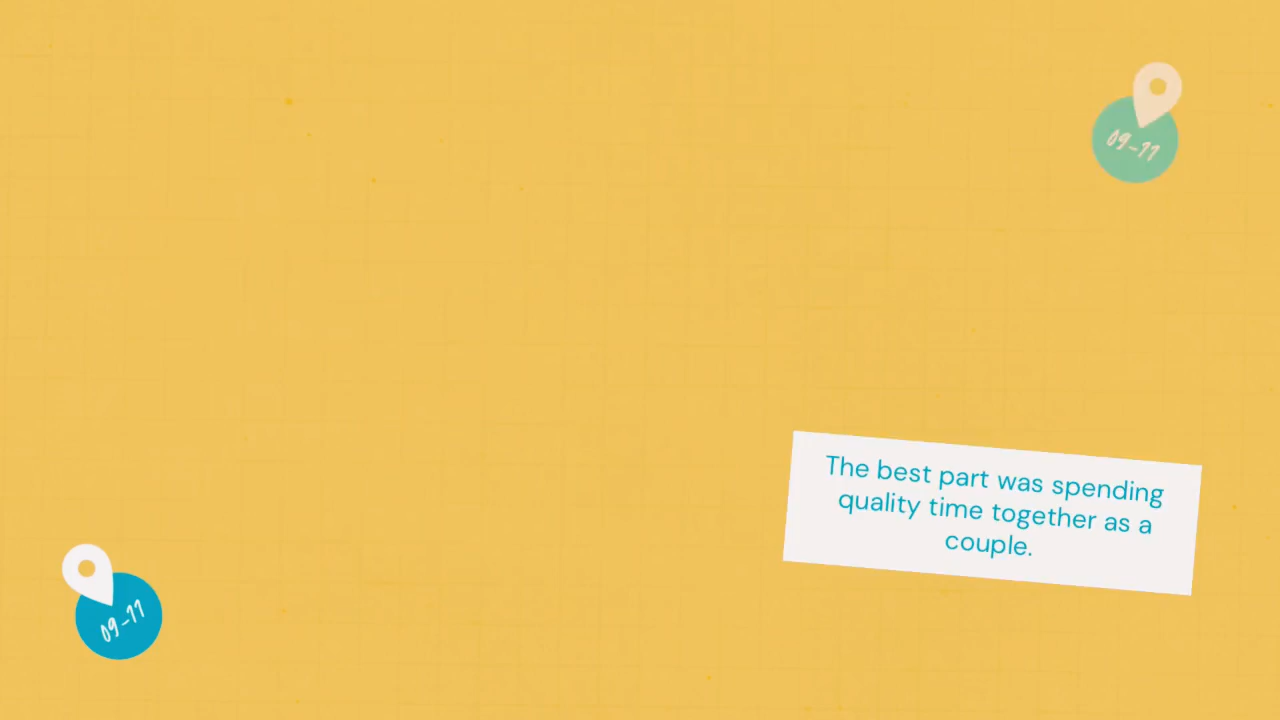 09-11
The best part was spending
quality time together as a
couple.
09-11